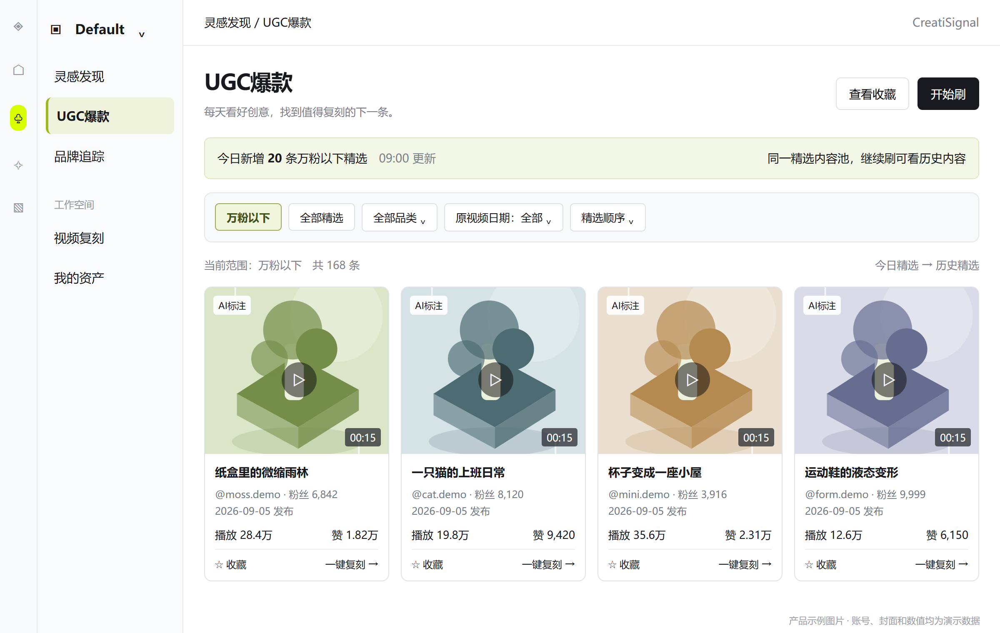 Default
灵感发现
UGC爆款
品牌追踪
工作空间
视频复刻
我的资产
灵感发现 / UGC爆款
CreatiSignal
UGC爆款
每天看好创意，找到值得复刻的下一条。
查看收藏
开始刷
今日新增 20 条万粉以下精选 09:00 更新
同一精选内容池，继续刷可看历史内容
万粉以下
全部精选
全部品类
原视频日期：全部
精选顺序
当前范围：万粉以下 共 168 条
今日精选 → 历史精选
AI标注
00:15
纸盒里的微缩雨林
@moss.demo · 粉丝 6,842
2026-09-05 发布
播放 28.4万 赞 1.82万
☆ 收藏 一键复刻 →
AI标注
00:15
一只猫的上班日常
@cat.demo · 粉丝 8,120
2026-09-05 发布
播放 19.8万 赞 9,420
☆ 收藏 一键复刻 →
AI标注
00:15
杯子变成一座小屋
@mini.demo · 粉丝 3,916
2026-09-05 发布
播放 35.6万 赞 2.31万
☆ 收藏 一键复刻 →
AI标注
00:15
运动鞋的液态变形
@form.demo · 粉丝 9,999
2026-09-05 发布
播放 12.6万 赞 6,150
☆ 收藏 一键复刻 →
产品示例图片 · 账号、封面和数值均为演示数据